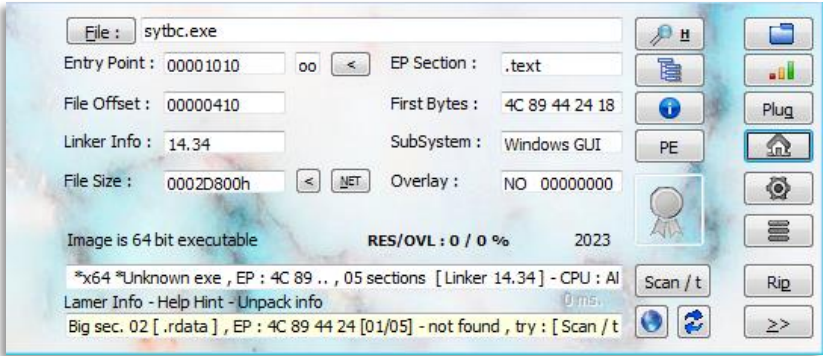 File : sytbc.exe H
Entry Point : 00001010 oo < EP Section : .text
File Offset : 00000410 First Bytes : 4C 89 44 24 18 Plug
Linker Info : 14.34 SubSystem : Windows GUI PE
File Size : 0002D800h < NET Overlay : NO 00000000
Image is 64 bit executable RES/OVL : 0 / 0 % 2023
*x64 *Unknown exe , EP : 4C 89 .. , 05 sections [ Linker 14.34 ] - CPU : Al Scan / t Rip
Lamer Info - Help Hint - Unpack info 0 ms.
Big sec. 02 [ .rdata ] , EP : 4C 89 44 24 [01/05] - not found , try : [ Scan / t >>